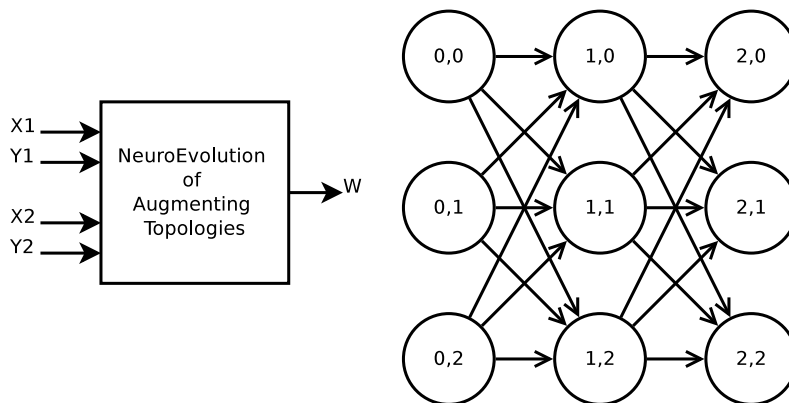 X1
Y1
X2
Y2
NeuroEvolution
of
Augmenting
Topologies
W
0,0
1,0
2,0
0,1
1,1
2,1
0,2
1,2
2,2